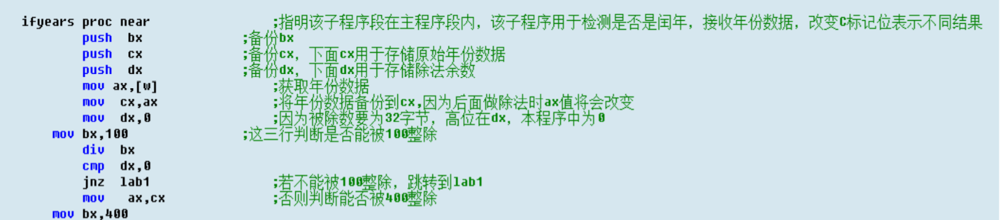 ifyears proc near ;指明该子程序段在主程序段内，该子程序用于检测是否是闰年，接收年份数据，改变C标记位表示不同结果
push bx ;备份bx
push cx ;备份cx，下面cx用于存储原始年份数据
push dx ;备份dx，下面dx用于存储除法余数
mov ax,[w] ;获取年份数据
mov cx,ax ;将年份数据备份到cx,因为后面做除法时ax值将会改变
mov dx,0 ;因为被除数要为32字节，高位在dx，本程序中为0
mov bx,100 ;这三行判断是否能被100整除
div bx
cmp dx,0
jnz lab1 ;若不能被100整除，跳转到lab1
mov ax,cx ;否则判断能否被400整除
mov bx,400